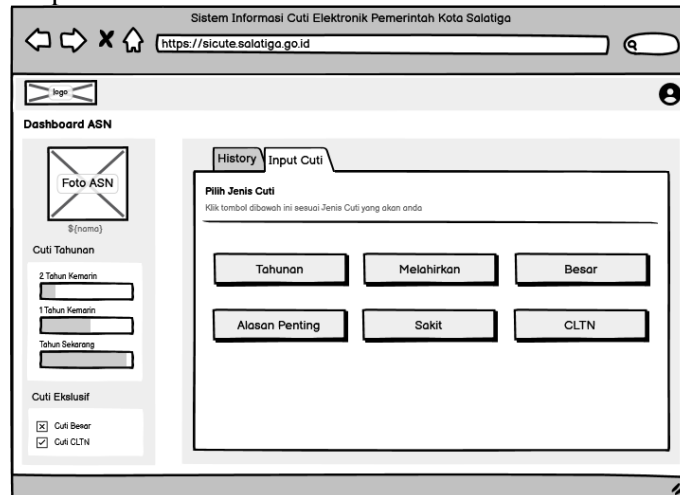 Sistem Informasi Cuti Elektronik Pemerintah Kota Salatiga
https://sicute.salatiga.go.id
logo
Dashboard ASN
Foto ASN
${nama}
Cuti Tahunan
2 Tahun Kemarin
1 Tahun Kemarin
Tahun Sekarang
Cuti Ekslusif
Cuti Besar
Cuti CLTN
History
Input Cuti
Pilih Jenis Cuti
Klik tombol dibawah ini sesuai Jenis Cuti yang akan anda
Tahunan
Melahirkan
Besar
Alasan Penting
Sakit
CLTN